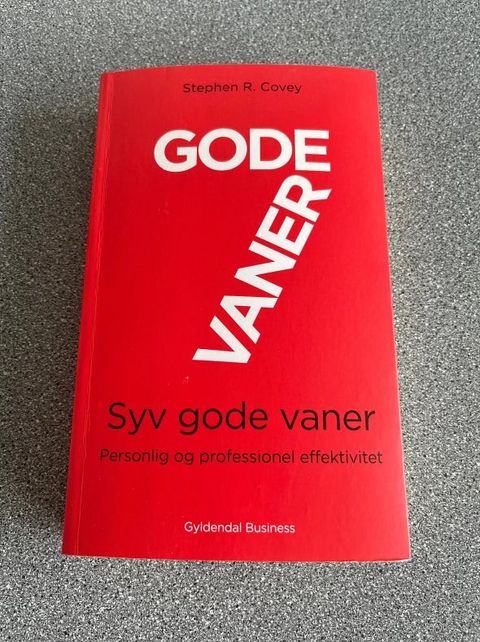 Stephen R. Covey
GODE
VANER
Syv gode vaner
Personlig og professionel effektivitet
Gyldendal Business